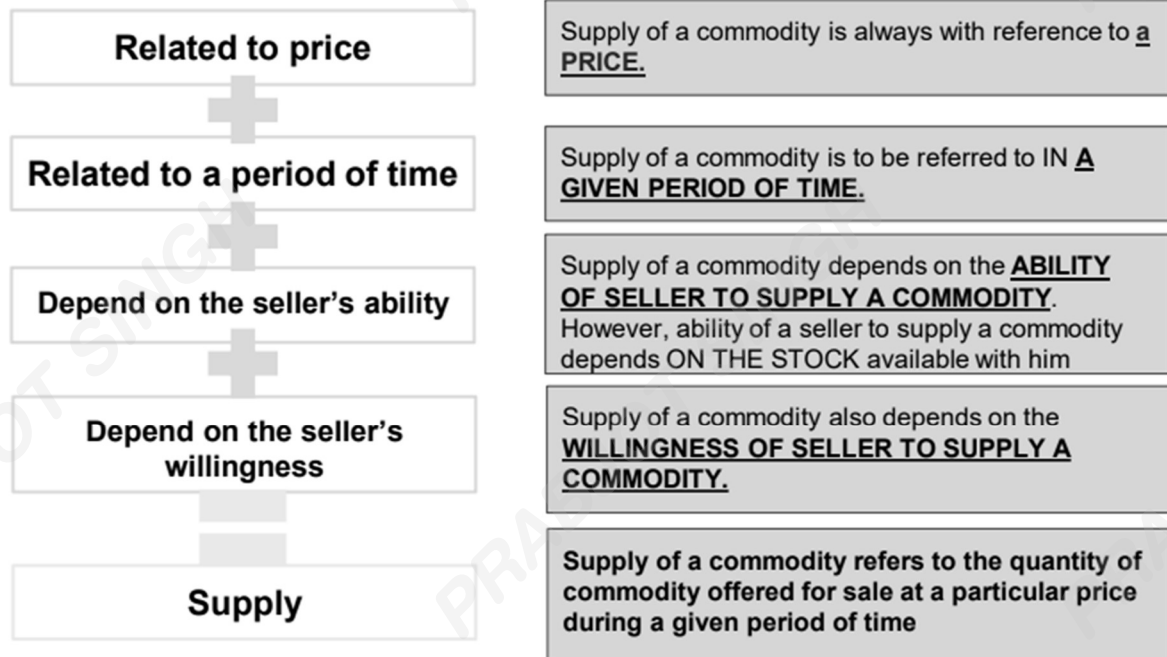 Related to price
Supply of a commodity is always with reference to a
PRICE.
Related to a period of time
Supply of a commodity is to be referred to IN A
GIVEN PERIOD OF TIME.
Depend on the seller's ability
Supply of a commodity depends on the ABILITY
OF SELLER TO SUPPLY A COMMODITY.
However, ability of a seller to supply a commodity
depends ON THE STOCK available with him
Depend on the seller's
willingness
Supply of a commodity also depends on the
WILLINGNESS OF SELLER TO SUPPLY A
COMMODITY.
Supply
Supply of a commodity refers to the quantity of
commodity offered for sale at a particular price
during a given period of time